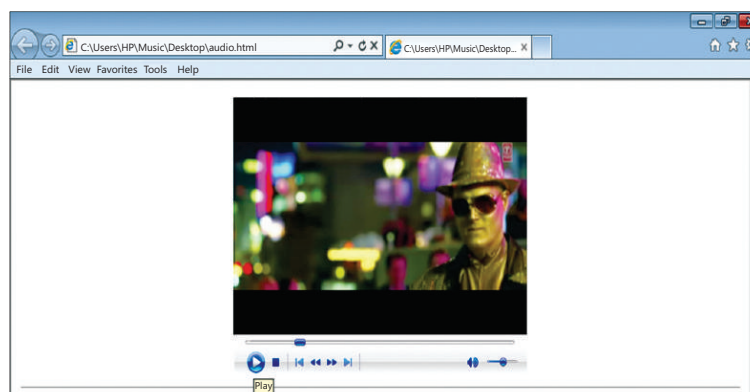 C:\Users\HP\Music\Desktop\audio.html
C:\Users\HP\Music\Desktop...
File Edit View Favorites Tools Help
Play